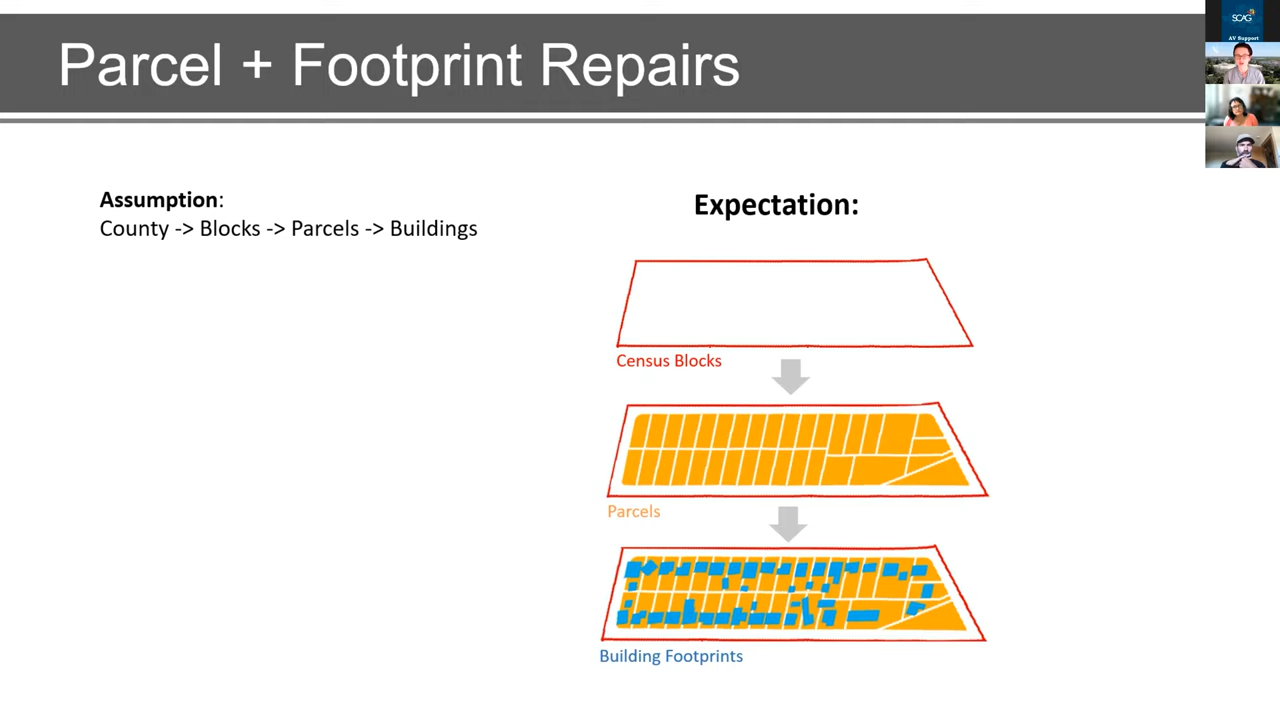 Parcel + Footprint Repairs
SCAG
AV Support
Assumption:
County -> Blocks -> Parcels -> Buildings
Expectation:
Census Blocks
Parcels
Building Footprints